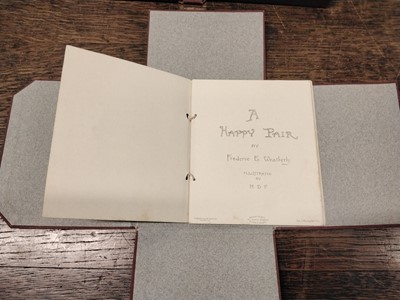 A
HAPPY PAIR
BY
Frederic E. Weatherly
ILLUSTRATED
BY
H. B. P.